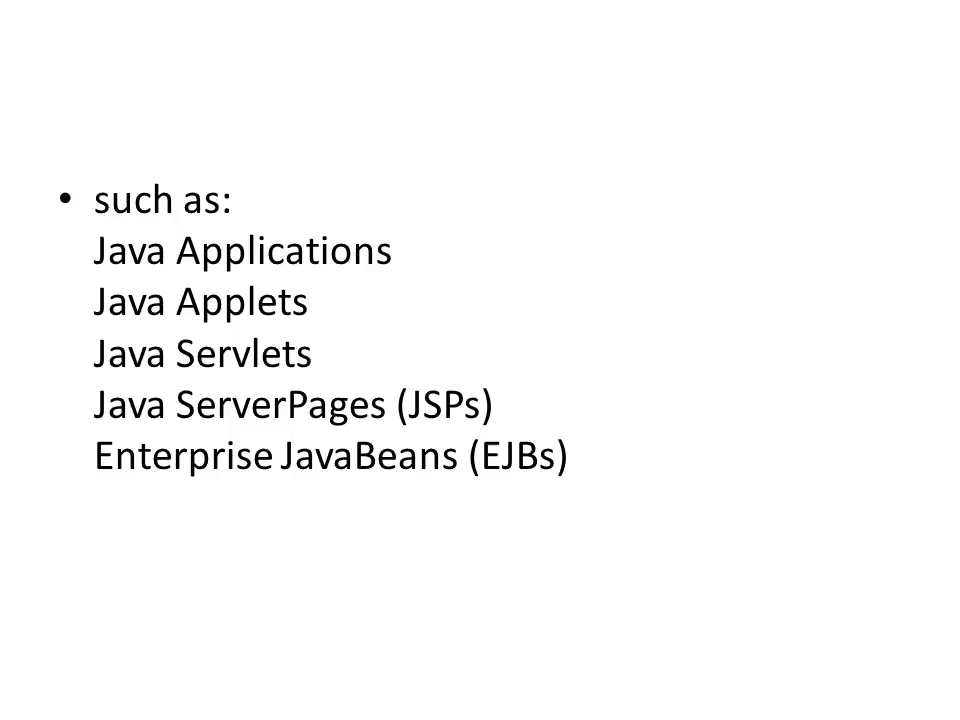 • such as:
Java Applications
Java Applets
Java Servlets
Java ServerPages (JSPs)
Enterprise JavaBeans (EJBs)